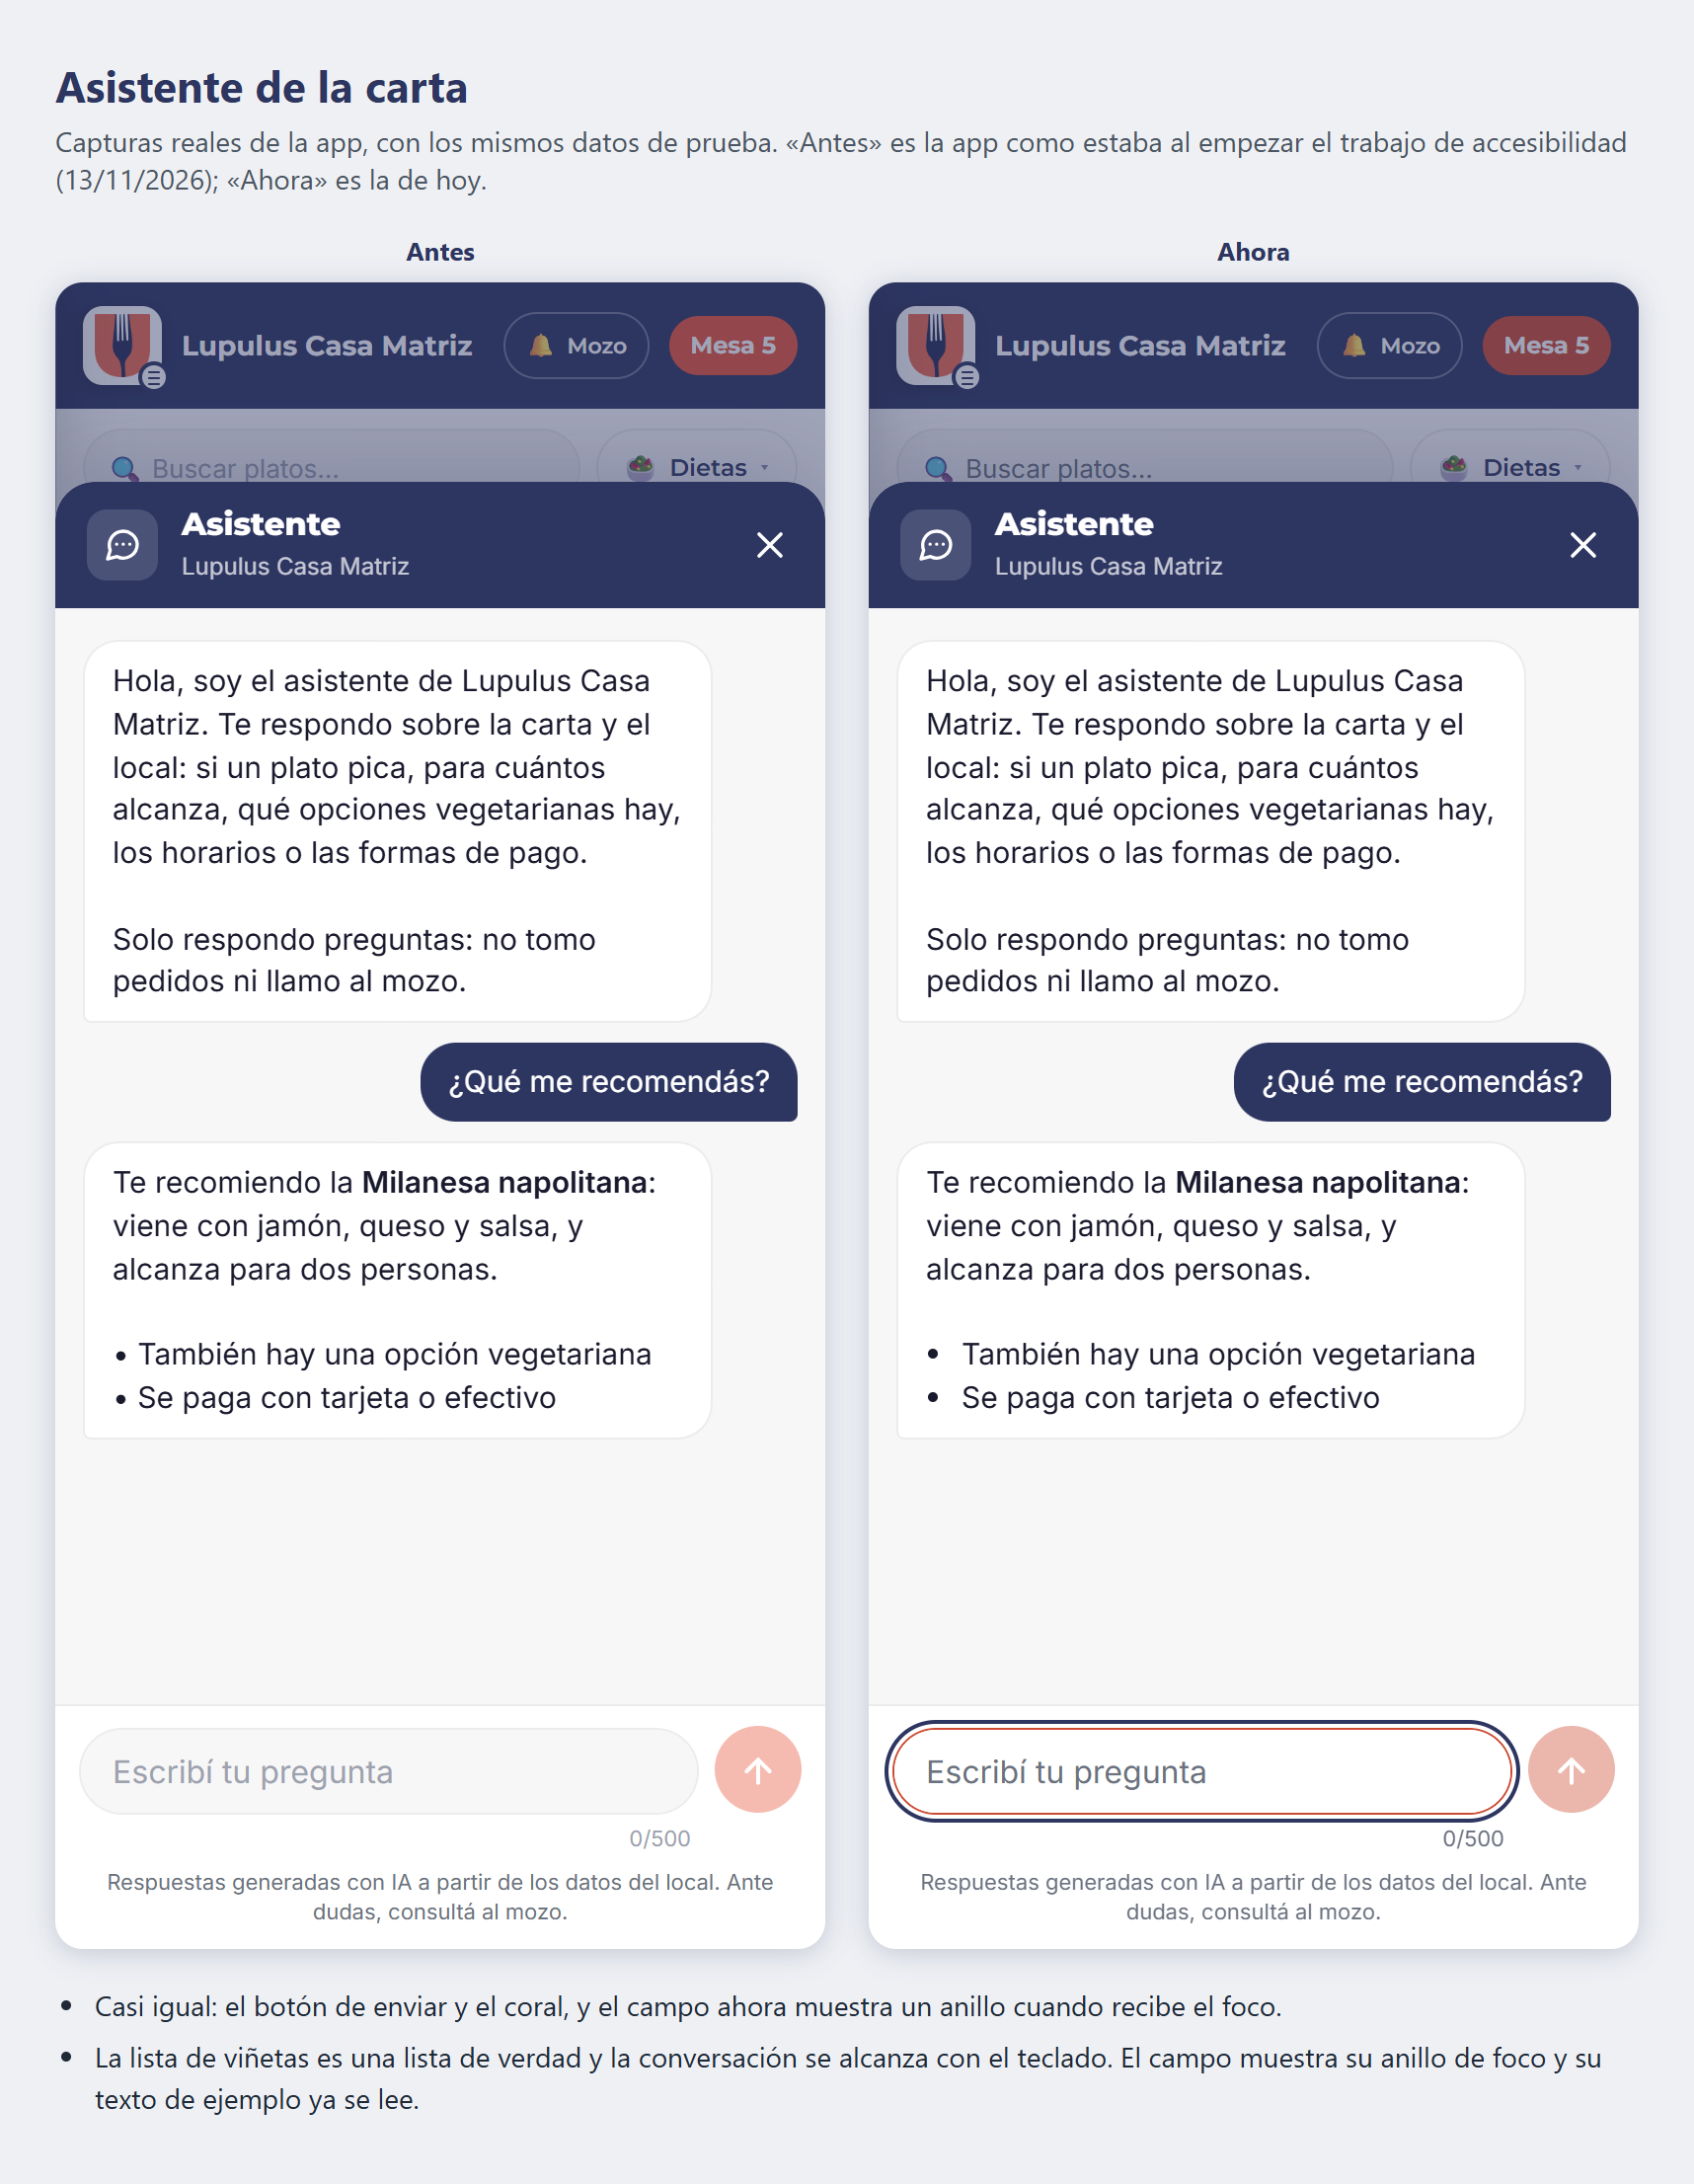 Asistente de la carta
Capturas reales de la app, con los mismos datos de prueba. «Antes» es la app como estaba al empezar el trabajo de accesibilidad
(13/11/2026); «Ahora» es la de hoy.
Antes
Lupulus Casa Matriz
Mozo
Mesa 5
Buscar platos...
Dietas
Asistente
Lupulus Casa Matriz
Hola, soy el asistente de Lupulus Casa
Matriz. Te respondo sobre la carta y el
local: si un plato pica, para cuántos
alcanza, qué opciones vegetarianas hay,
los horarios o las formas de pago.
Solo respondo preguntas: no tomo
pedidos ni llamo al mozo.
¿Qué me recomendás?
Te recomiendo la Milanesa napolitana:
viene con jamón, queso y salsa, y
alcanza para dos personas.
• También hay una opción vegetariana
• Se paga con tarjeta o efectivo
Escribí tu pregunta
0/500
Respuestas generadas con IA a partir de los datos del local. Ante
dudas, consultá al mozo.
Ahora
Lupulus Casa Matriz
Mozo
Mesa 5
Buscar platos...
Dietas
Asistente
Lupulus Casa Matriz
Hola, soy el asistente de Lupulus Casa
Matriz. Te respondo sobre la carta y el
local: si un plato pica, para cuántos
alcanza, qué opciones vegetarianas hay,
los horarios o las formas de pago.
Solo respondo preguntas: no tomo
pedidos ni llamo al mozo.
¿Qué me recomendás?
Te recomiendo la Milanesa napolitana:
viene con jamón, queso y salsa, y
alcanza para dos personas.
• También hay una opción vegetariana
• Se paga con tarjeta o efectivo
Escribí tu pregunta
0/500
Respuestas generadas con IA a partir de los datos del local. Ante
dudas, consultá al mozo.
• Casi igual: el botón de enviar y el coral, y el campo ahora muestra un anillo cuando recibe el foco.
• La lista de viñetas es una lista de verdad y la conversación se alcanza con el teclado. El campo muestra su anillo de foco y su
texto de ejemplo ya se lee.